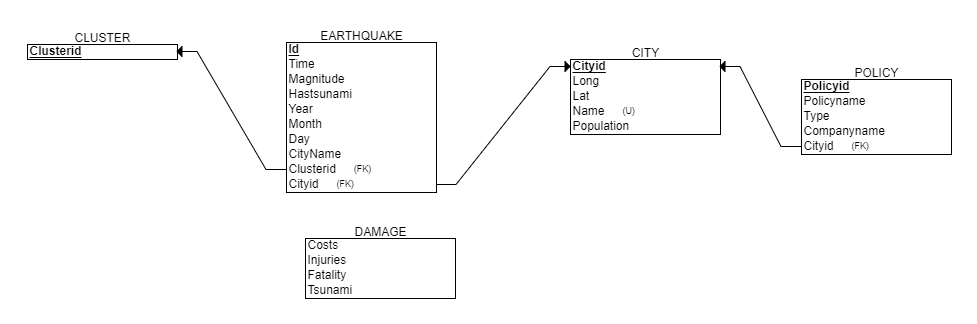 CLUSTER
Clusterid
EARTHQUAKE
Id
Time
Magnitude
Hastsunami
Year
Month
Day
CityName
Clusterid (FK)
Cityid (FK)
CITY
Cityid
Long
Lat
Name (U)
Population
POLICY
Policyid
Policyname
Type
Companyname
Cityid (FK)
DAMAGE
Costs
Injuries
Fatality
Tsunami